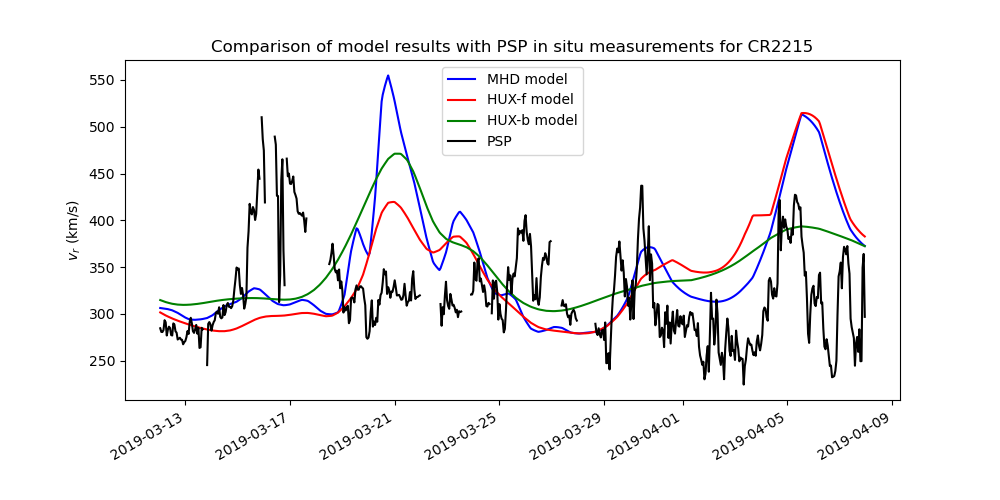 Comparison of model results with PSP in situ measurements for CR2215
550
500
450
400
350
300
250
v_r (km/s)
MHD model
HUX-f model
HUX-b model
PSP
2019-03-13
2019-03-17
2019-03-21
2019-03-25
2019-03-29
2019-04-01
2019-04-05
2019-04-09